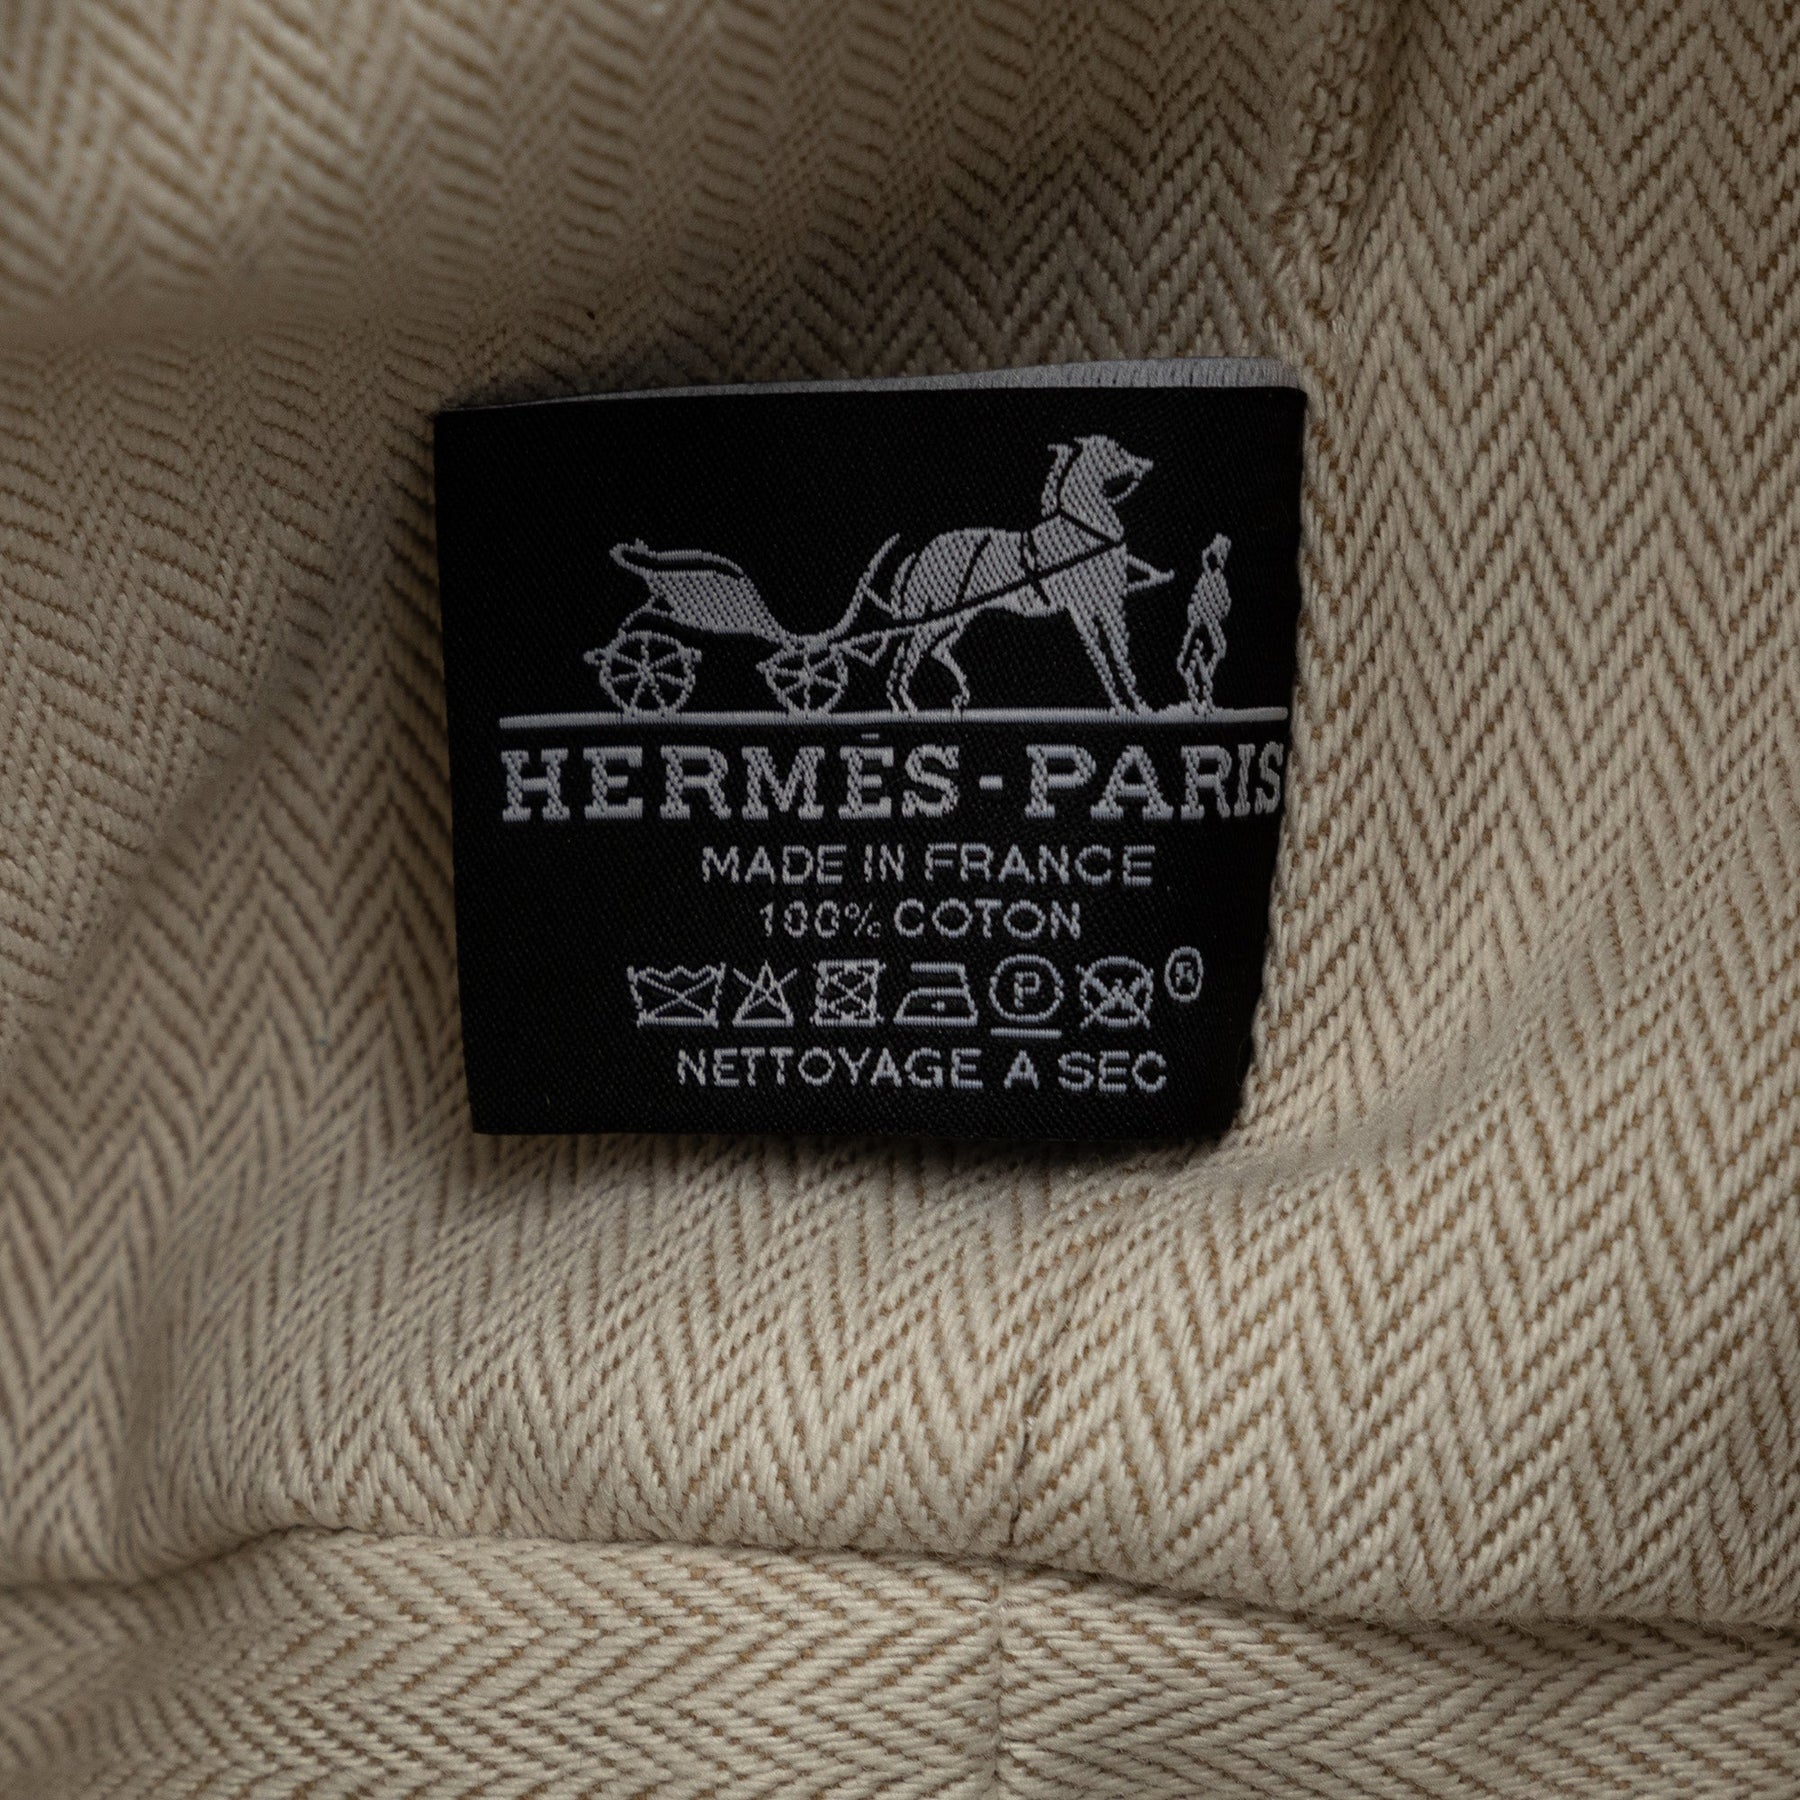 HERMÈS-PARIS
MADE IN FRANCE
100% COTON
P W ®
NETTOYAGE A SEC